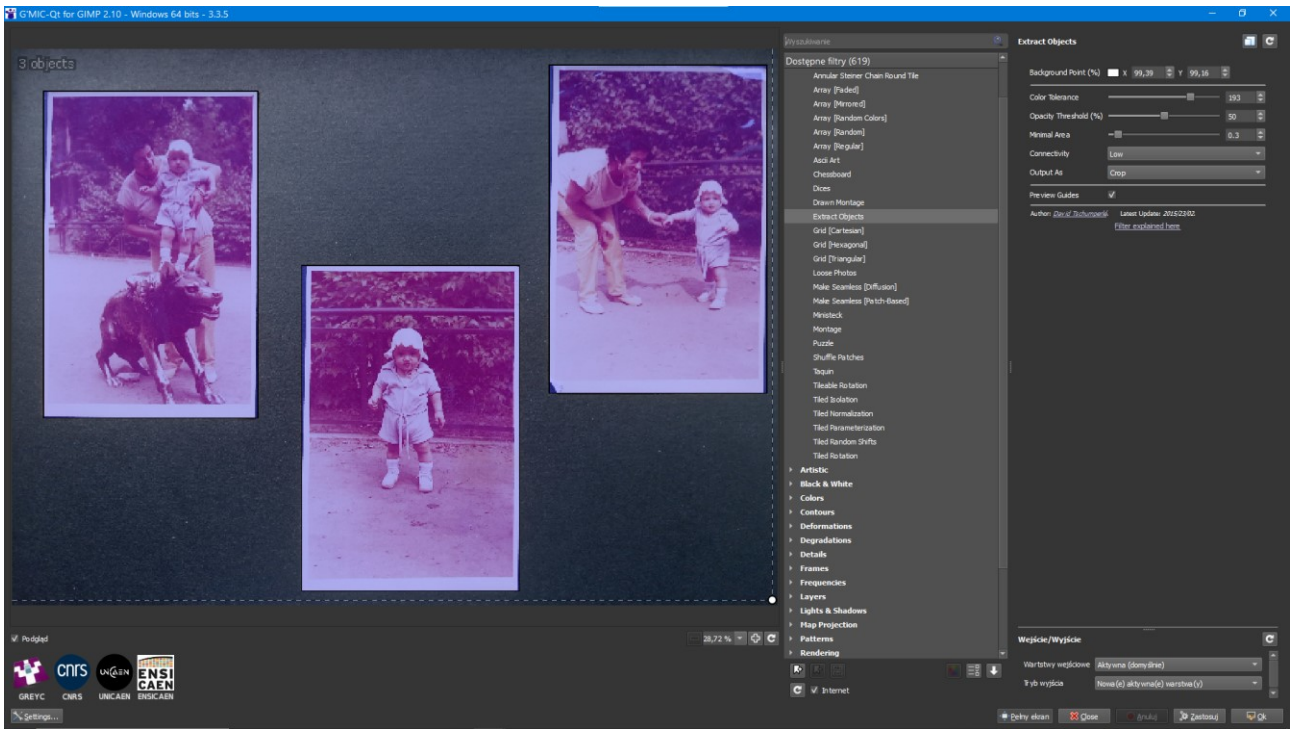 G'MIC-Qt for GIMP 2.10 - Windows 64 bits - 3.3.5
3 objects
Podgląd
28,72 %
GREYC
cnrs
CNRS
UNICAEN
UNICAEN
ENSI
CAEN
ENSICAEN
Settings...
Wyszukiwanie
Dostępne filtry (619)
Annular Steiner Chain Round Tile
Array [Faded]
Array [Mirrored]
Array [Random Colors]
Array [Random]
Array [Regular]
Ascii Art
Chessboard
Dices
Drawn Montage
Extract Objects
Grid [Cartesian]
Grid [Hexagonal]
Grid [Triangular]
Loose Photos
Make Seamless [Diffusion]
Make Seamless [Patch-Based]
Ministeck
Montage
Puzzle
Shuffle Patches
Taquin
Tileable Rotation
Tiled Isolation
Tiled Normalization
Tiled Parameterization
Tiled Random Shifts
Tiled Rotation
Artistic
Black & White
Colors
Contours
Deformations
Degradations
Details
Frames
Frequencies
Layers
Lights & Shadows
Map Projection
Patterns
Rendering
Internet
Extract Objects
Background Point (%) X 99,39 Y 99,16
Color Tolerance 193
Opacity Threshold (%) 50
Minimal Area 0.3
Connectivity Low
Output As Crop
Preview Guides
Author: David Tschumperlé. Latest Update: 2015/23/02.
Filter explained here
Wejście/Wyjście
Warstwy wejściowe Aktywna (domyślnie)
Tryb wyjścia Nowa(e) aktywna(e) warstwa(y)
Pełny ekran Close Anuluj Zastosuj Ok